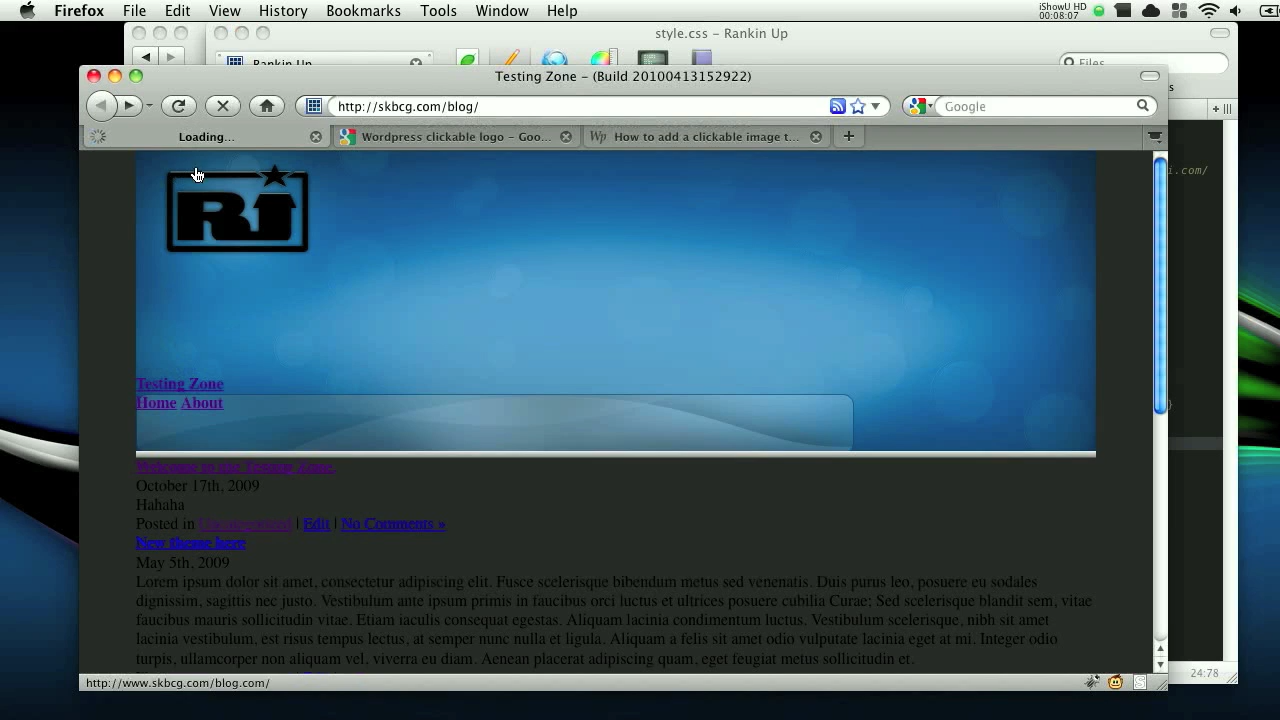 Firefox File Edit View History Bookmarks Tools Window Help
iShowU HD
00:08:07
style.css – Rankin Up
Rankin Up
Files
Testing Zone – (Build 20100413152922)
http://skbcg.com/blog/
Google
Loading...
Wordpress clickable logo – Goo...
Wp How to add a clickable image t...
i.com/
RJ
Testing Zone
Home About
Welcome to the Testing Zone
October 17th, 2009
Hahaha
Posted in Uncategorized | Edit | No Comments »
New theme here
May 5th, 2009
Lorem ipsum dolor sit amet, consectetur adipiscing elit. Fusce scelerisque bibendum metus sed venenatis. Duis purus leo, posuere eu sodales
dignissim, sagittis nec justo. Vestibulum ante ipsum primis in faucibus orci luctus et ultrices posuere cubilia Curae; Sed scelerisque blandit sem, vitae
faucibus mauris sollicitudin vitae. Etiam iaculis consequat egestas. Aliquam lacinia condimentum luctus. Vestibulum scelerisque, nibh sit amet
lacinia vestibulum, est risus tempus lectus, at semper nunc nulla et ligula. Aliquam a felis sit amet odio vulputate lacinia eget at mi. Integer odio
turpis, ullamcorper non aliquam vel, viverra eu diam. Aenean placerat adipiscing quam, eget feugiat metus sollicitudin et.
http://www.skbcg.com/blog.com/
24:78